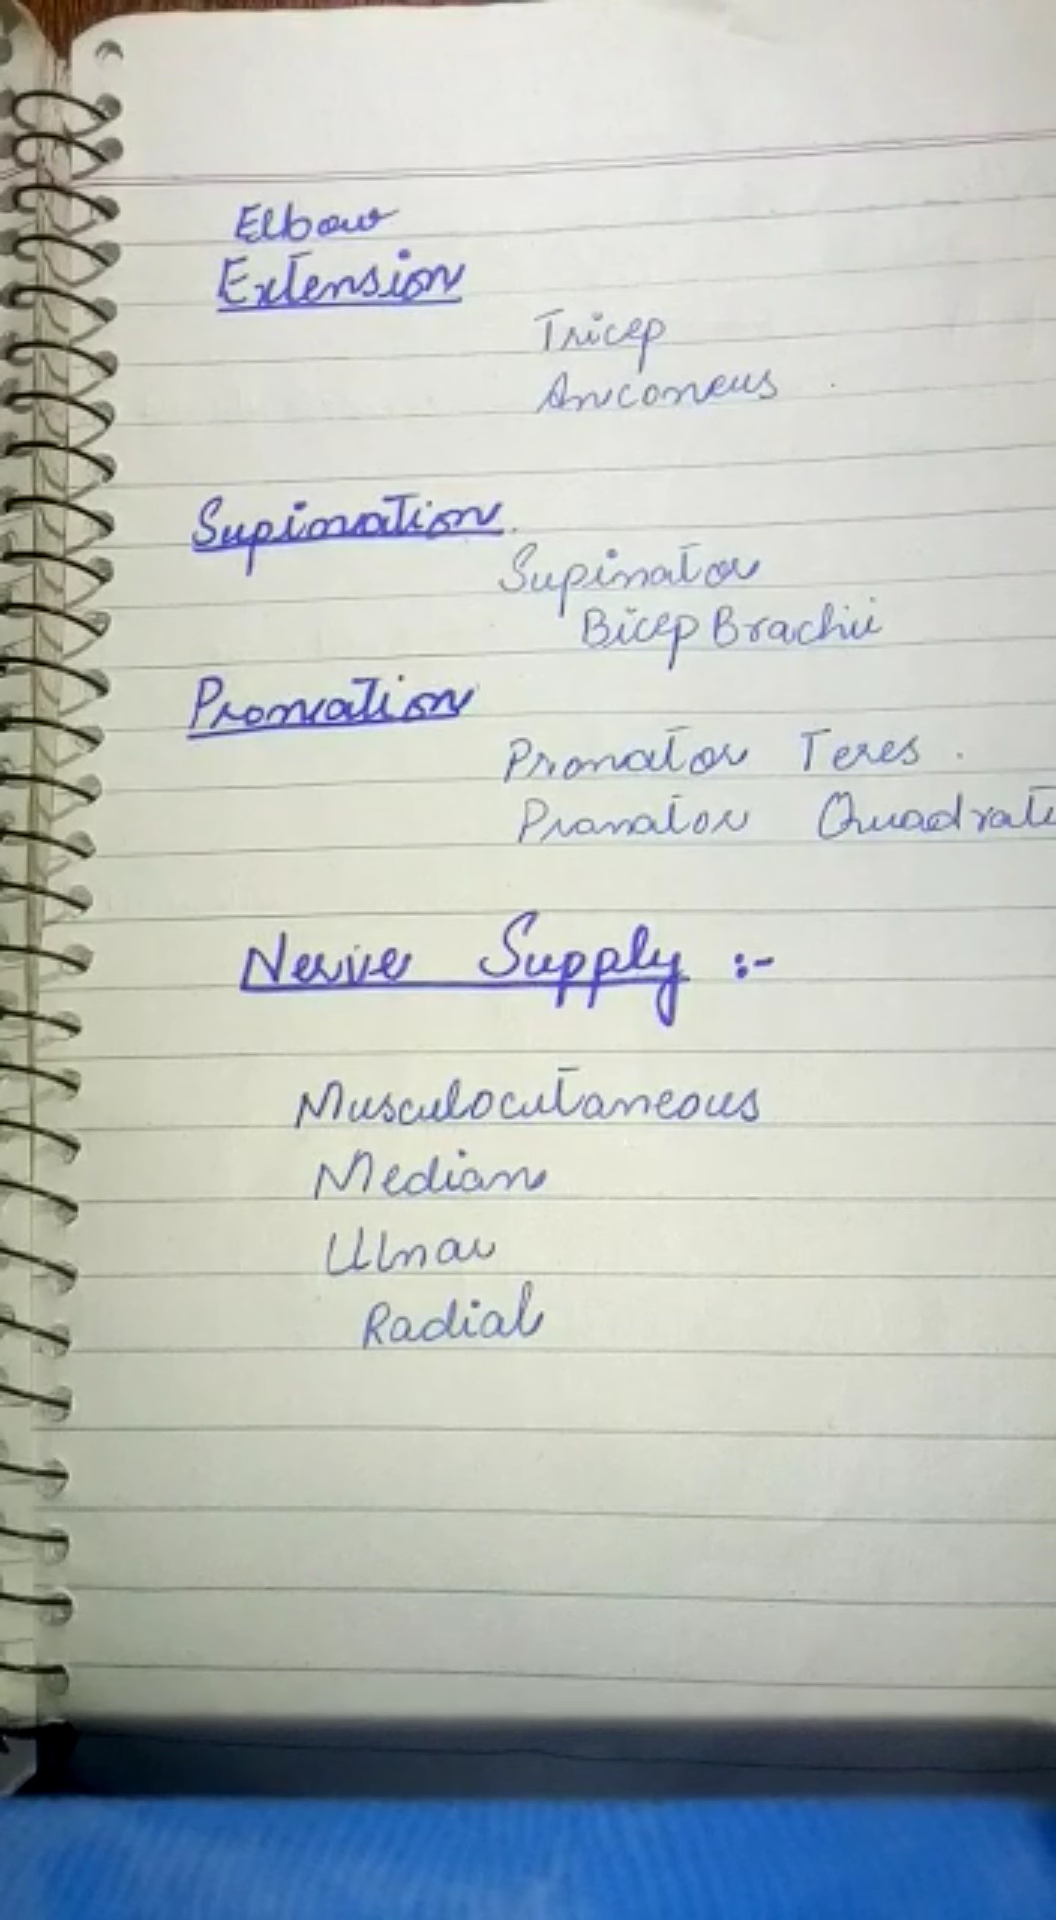 Elbow
Extension
Tricep
Anconeus
Supination
Supinator
Bicep Brachii
Pronation
Pronator Teres
Pronator Quadrate
Nerve Supply :-
Musculocutaneous
Median
Ulnar
Radial